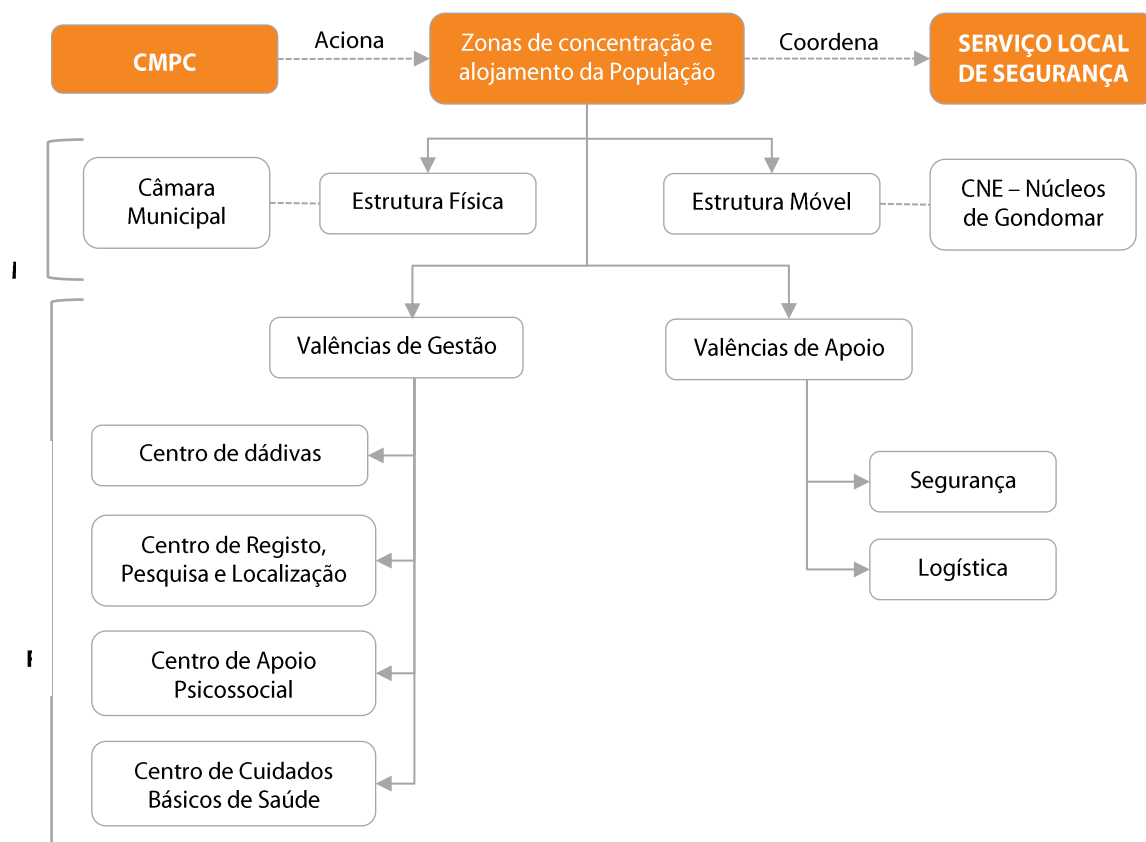 CMPC
Aciona
Zonas de concentração e
alojamento da População
Coordena
SERVIÇO LOCAL
DE SEGURANÇA
Câmara
Municipal
Estrutura Física
Estrutura Móvel
CNE – Núcleos
de Gondomar
Valências de Gestão
Valências de Apoio
Centro de dádivas
Segurança
Centro de Registo,
Pesquisa e Localização
Logística
Centro de Apoio
Psicossocial
Centro de Cuidados
Básicos de Saúde